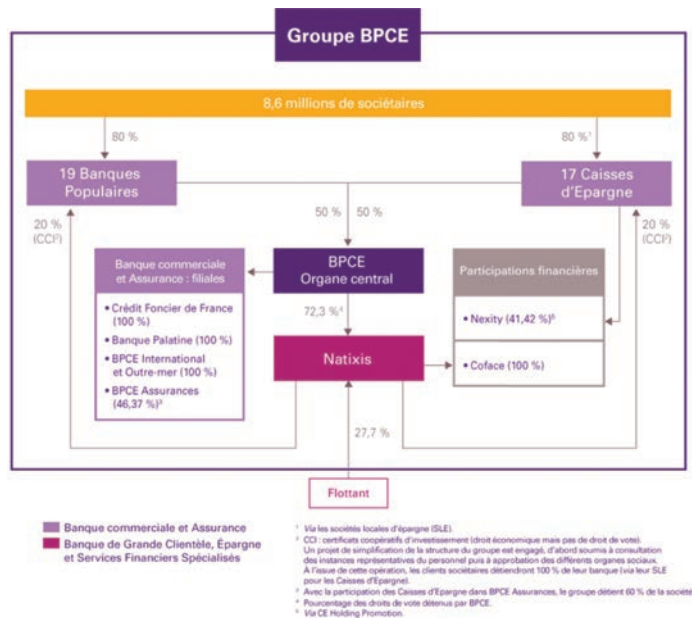 Groupe BPCE
8,6 millions de sociétaires
80 %
80 %¹
19 Banques
Populaires
17 Caisses
d'Epargne
20 %
(CCI²)
50 %
50 %
20 %
(CCI²)
Banque commerciale
et Assurance : filiales
• Crédit Foncier de France
(100 %)
• Banque Palatine (100 %)
• BPCE International
et Outre-mer (100 %)
• BPCE Assurances
(46,37 %)³
BPCE
Organe central
72,3 %⁴
Natixis
Participations financières
• Nexity (41,42 %)⁵
• Coface (100 %)
27,7 %
Flottant
Banque commerciale et Assurance
Banque de Grande Clientèle, Épargne
et Services Financiers Spécialisés
¹ Via les sociétés locales d'épargne (SLE).
² CCI : certificats coopératifs d'investissement (droit économique mais pas de droit de vote).
Un projet de simplification de la structure du groupe est engagé, d'abord soumis à consultation
des instances représentatives du personnel puis à approbation des différents organes sociaux.
À l'issue de cette opération, les clients sociétaires détiendront 100 % de leur banque (via leur SLE
pour les Caisses d'Epargne).
³ Avec la participation des Caisses d'Epargne dans BPCE Assurances, le groupe détient 60 % de la société
⁴ Pourcentage des droits de vote détenus par BPCE.
⁵ Via CE Holding Promotion.